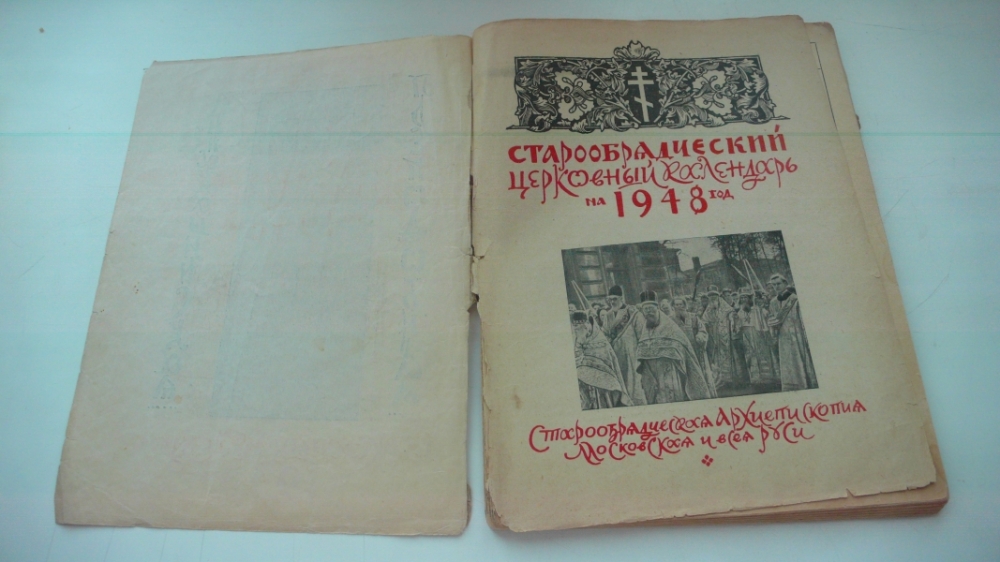 СТАРООБРЯДЧЕСКИЙ
ЦЕРКОВНЫЙ КАЛЕНДАРЬ
НА 1948 ГОД
СТАРООБРЯДЧЕСКАЯ АРХИЕПИСКОПИЯ
МОСКОВСКАЯ И ВСЕЯ РУСИ